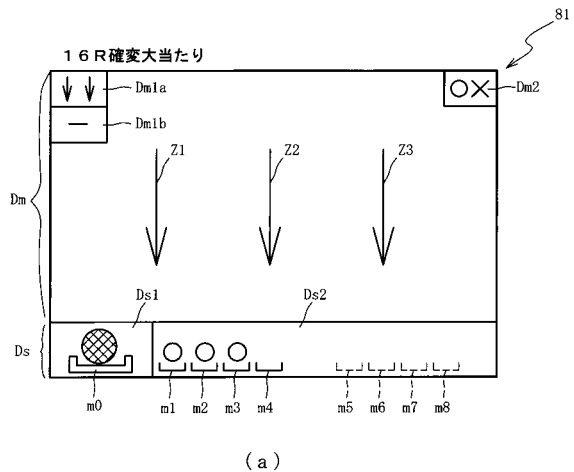 81
16R確変大当たり
Dm1a
○×
Dm2
Dm1b
Z1
Z2
Z3
Dm
Ds1
Ds2
Ds
m0
m1
m2
m3
m4
m5
m6
m7
m8
(a)